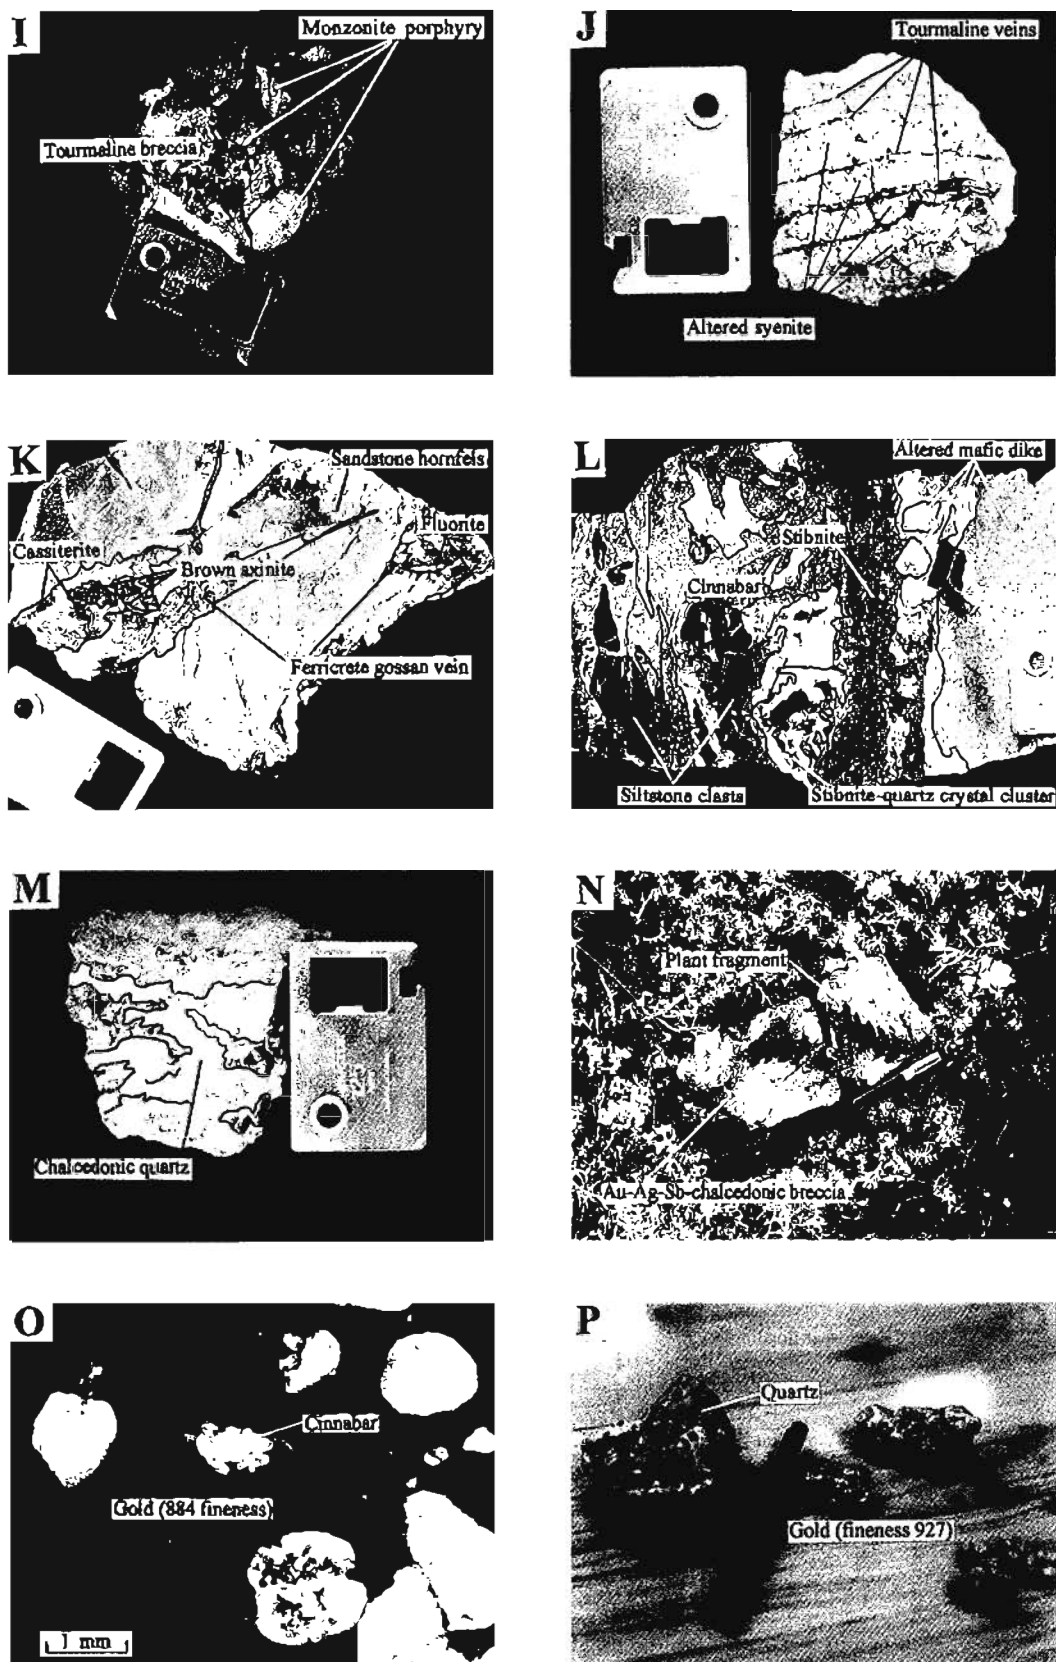 I
Monzonite porphyry
Tourmaline breccia
J
Tourmaline veins
Altered syenite
K
Sandstone hornfels
Fluorite
Cassiterite
Brown axinite
Ferricrete gossan vein
L
Altered mafic dike
Stibnite
Cinnabar
Siltstone clasts
Stibnite-quartz crystal cluster
M
Chalcedonic quartz
N
Plant fragment
Au-Ag-Sb-chalcedonic breccia
O
Cinnabar
Gold (884 fineness)
1 mm
P
Quartz
Gold (fineness 927)